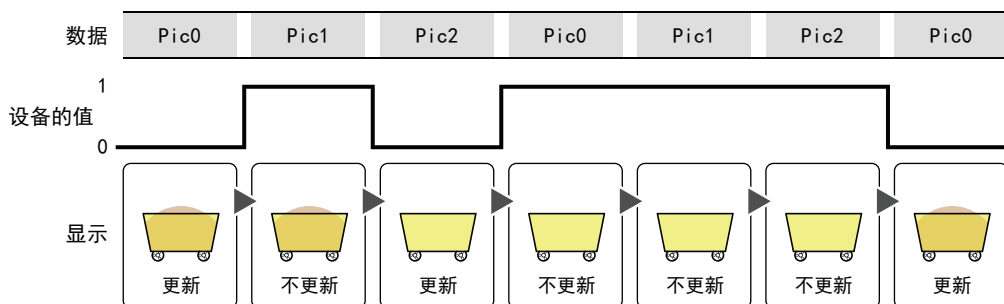 数据 Pic0 Pic1 Pic2 Pic0 Pic1 Pic2 Pic0
1
设备的值
0
显示
更新 不更新 更新 不更新 不更新 不更新 更新